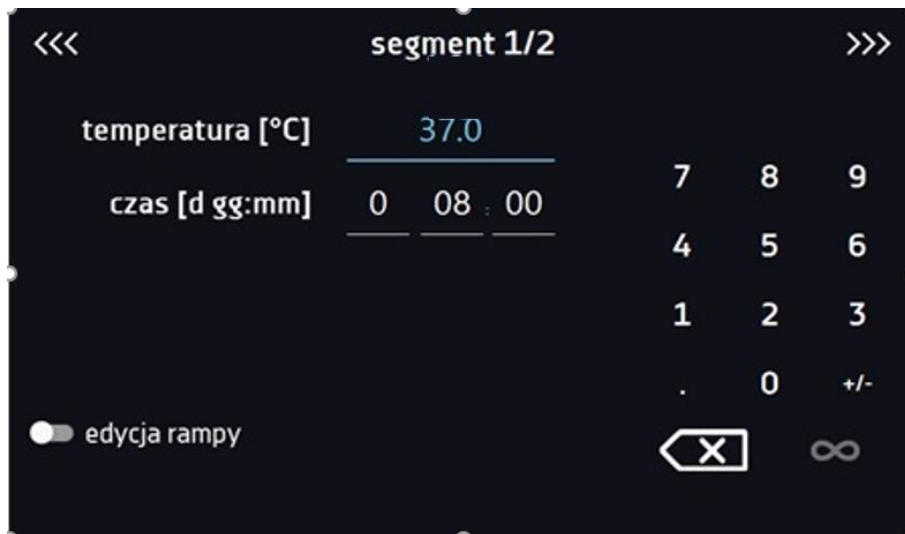 <<< segment 1/2 >>>
temperatura [°C] 37.0
czas [d gg:mm] 0 08 : 00
7 8 9
4 5 6
1 2 3
. 0 +/-
edycja rampy
X ∞